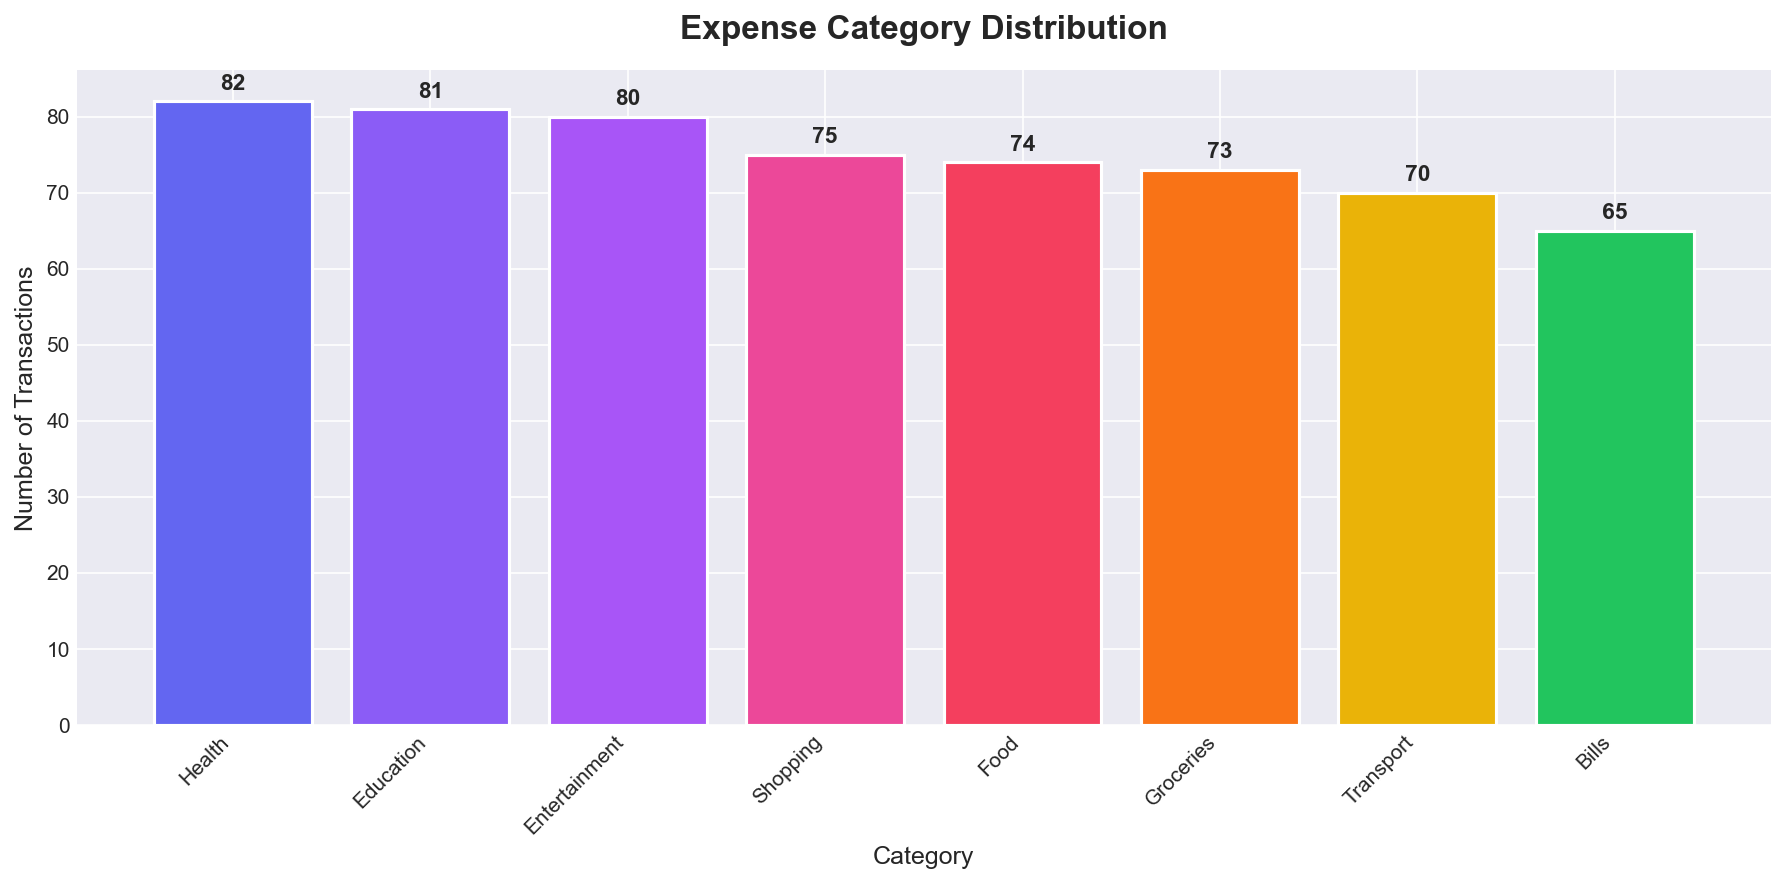 Expense Category Distribution
82
81
80
75
74
73
70
65
80
70
60
50
40
30
20
10
0
Number of Transactions
Health
Education
Entertainment
Shopping
Food
Groceries
Transport
Bills
Category